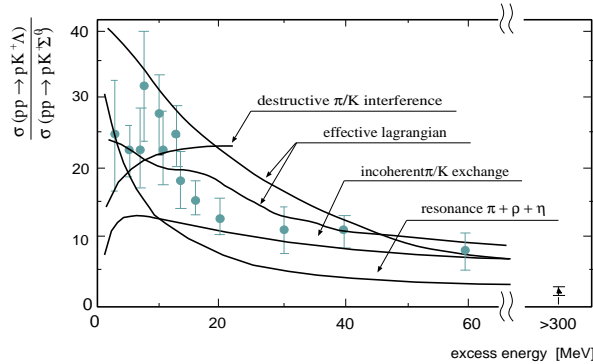 σ (pp → pK⁺Λ)
σ (pp → pK⁺Σ⁰)
40
30
20
10
0
destructive π/K interference
effective lagrangian
incoherentπ/K exchange
resonance π + ρ + η
0
20
40
60
>300
excess energy [MeV]